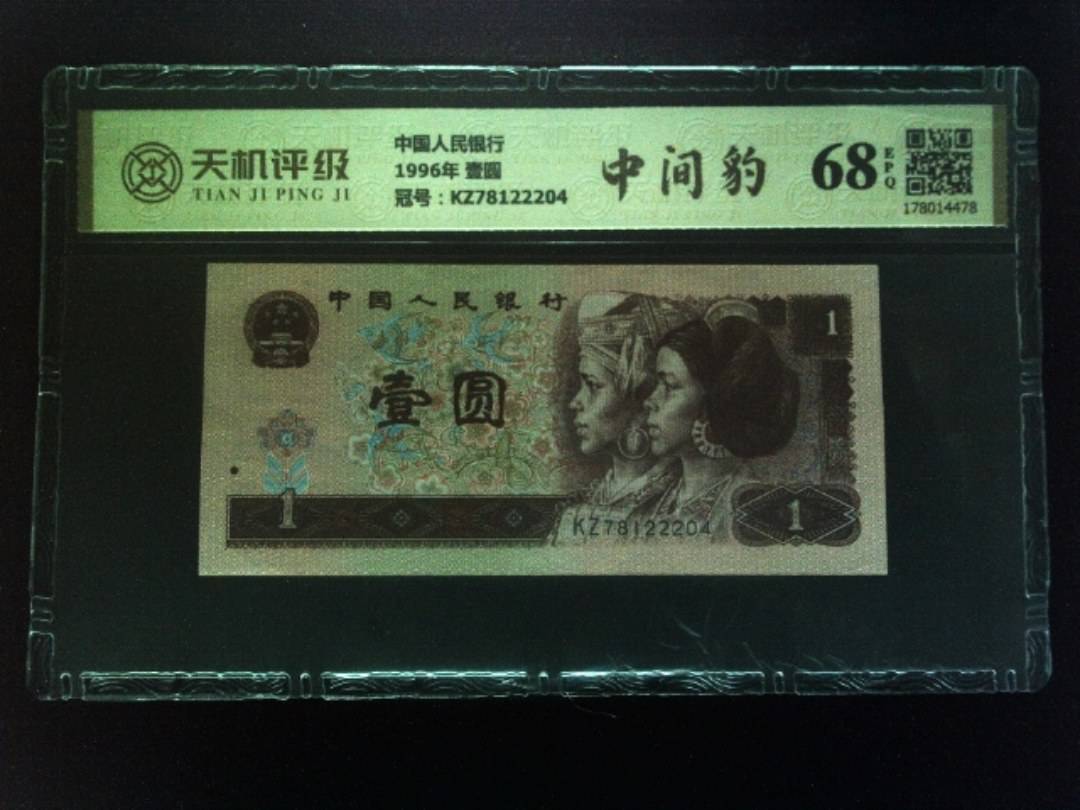 天机评级
TIAN JI PING JI
中国人民银行
1996年 壹圆
冠号：KZ78122204
中间豹
68
EPQ
178014478
中国人民银行
1
壹圆
1
KZ78122204
1